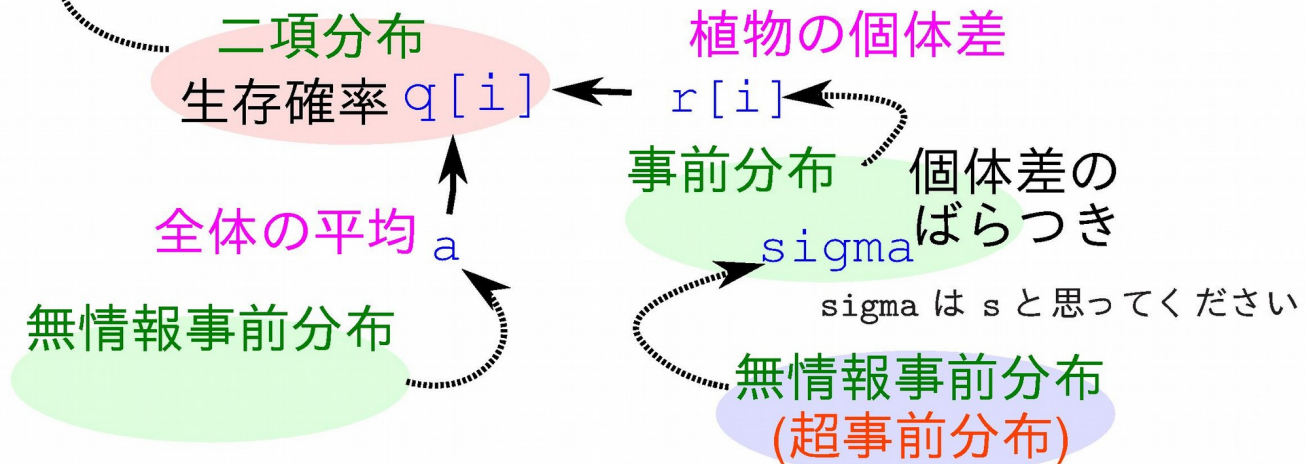 二項分布
生存確率 q[i]
植物の個体差
r[i]
事前分布
個体差の
ばらつき
sigma
sigma は s と思ってください
全体の平均 a
無情報事前分布
無情報事前分布
(超事前分布)